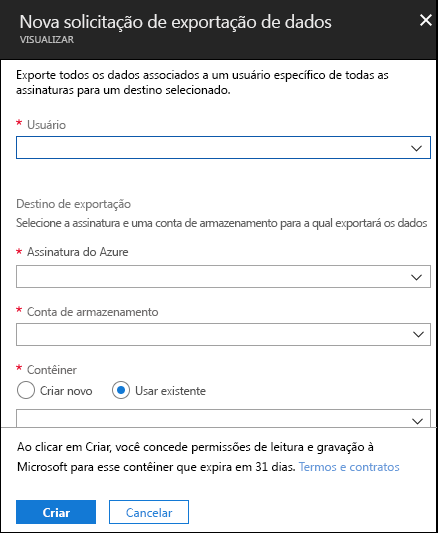 Nova solicitação de exportação de dados
VISUALIZAR
Exporte todos os dados associados a um usuário específico de todas as
assinaturas para um destino selecionado.
* Usuário
Destino de exportação
Selecione a assinatura e uma conta de armazenamento para a qual exportará os dados
* Assinatura do Azure
* Conta de armazenamento
* Contêiner
Criar novo Usar existente
Ao clicar em Criar, você concede permissões de leitura e gravação à
Microsoft para esse contêiner que expira em 31 dias. Termos e contratos
Criar Cancelar